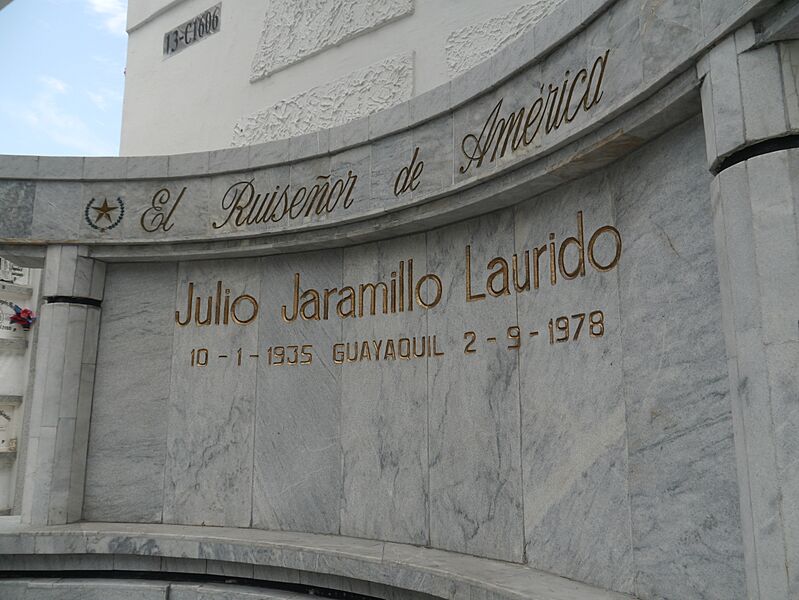 13-C1606
El Ruiseñor de América
Julio Jaramillo Laurido
10 - 1 - 1935 GUAYAQUIL 2 - 9 - 1978